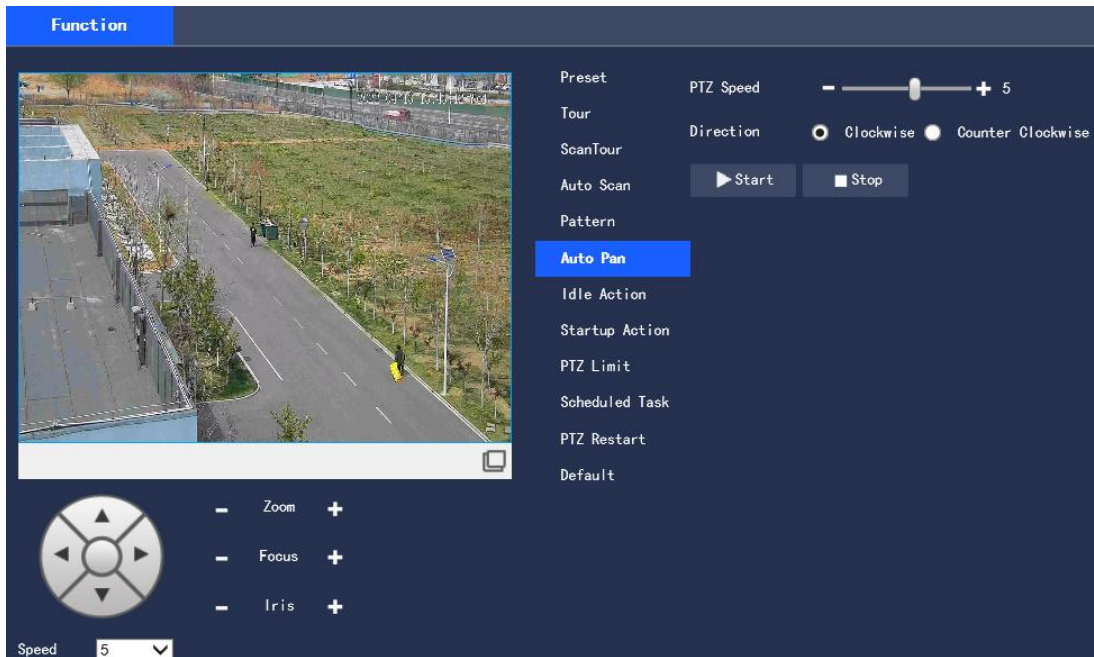 Function
Preset
Tour
ScanTour
Auto Scan
Pattern
Auto Pan
Idle Action
Startup Action
PTZ Limit
Scheduled Task
PTZ Restart
Default
PTZ Speed 5
Direction Clockwise Counter Clockwise
Start Stop
Zoom
Focus
Iris
Speed 5